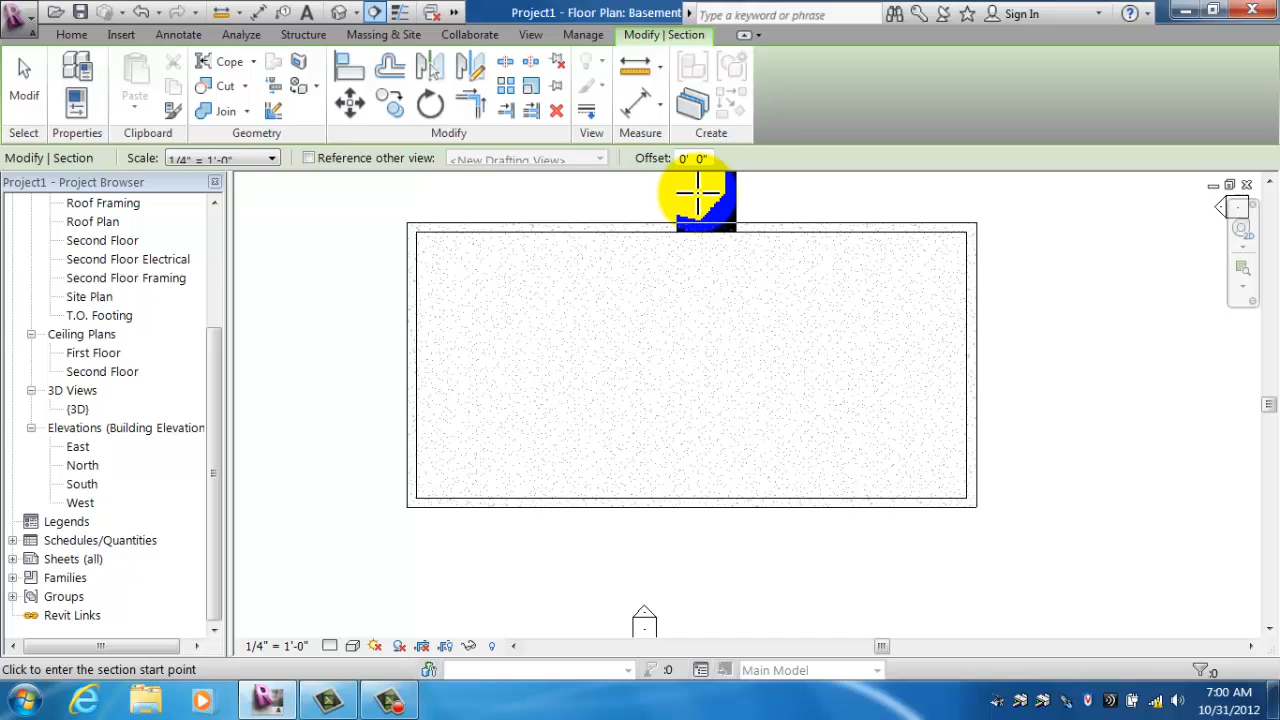 Project1 - Floor Plan: Basement
Type a keyword or phrase
Sign In
Home
Insert
Annotate
Analyze
Structure
Massing & Site
Collaborate
View
Manage
Modify | Section
Modify
Paste
Cope
Cut
Join
Select
Properties
Clipboard
Geometry
Modify
View
Measure
Create
Modify | Section
Scale:
1/4" = 1'-0"
Reference other view:
<New Drafting View>
Offset:
0' 0"
Project1 - Project Browser
Roof Framing
Roof Plan
Second Floor
Second Floor Electrical
Second Floor Framing
Site Plan
T.O. Footing
Ceiling Plans
First Floor
Second Floor
3D Views
{3D}
Elevations (Building Elevation
East
North
South
West
Legends
Schedules/Quantities
Sheets (all)
Families
Groups
Revit Links
2D
1/4" = 1'-0"
Click to enter the section start point
:0
Main Model
:0
7:00 AM
10/31/2012